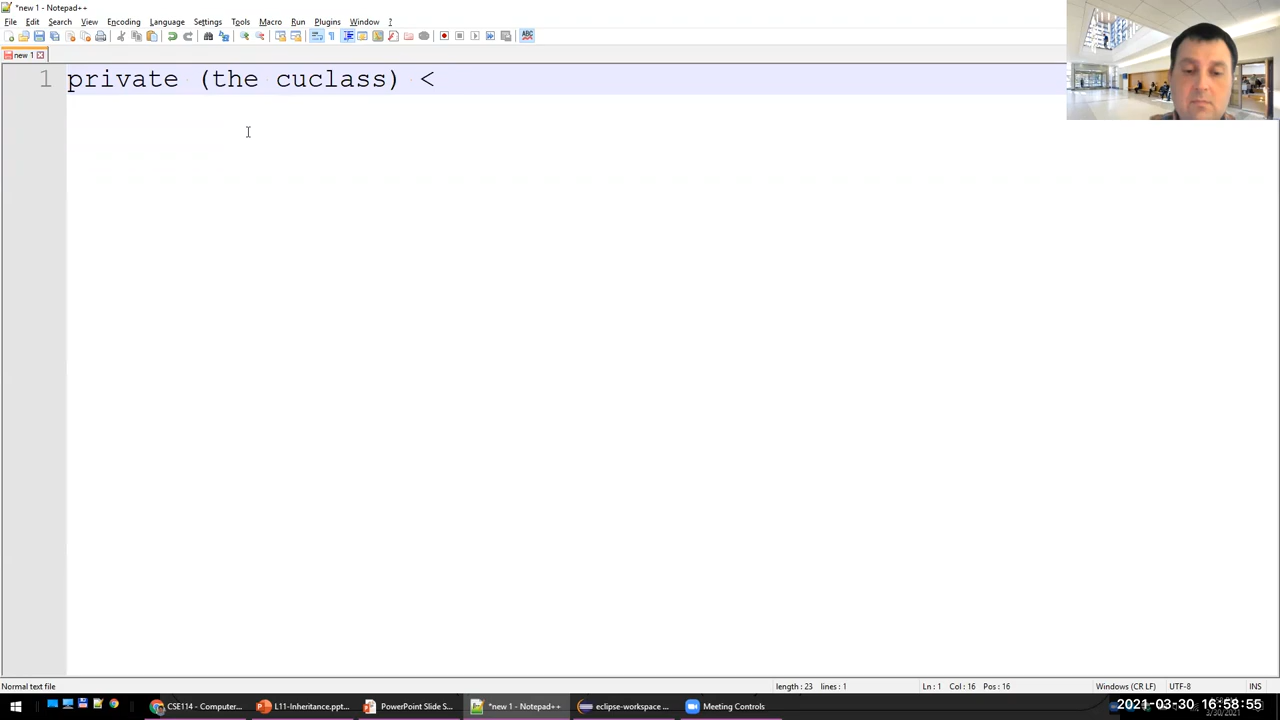 *new 1 - Notepad++
File Edit Search View Encoding Language Settings Tools Macro Run Plugins Window ?
new 1
1 private (the cuclass) <
Normal text file length : 23 lines : 1 Ln : 1 Col : 16 Pos : 16 Windows (CR LF) UTF-8 INS
CSE114 - Computer... L11-Inheritance.ppt... PowerPoint Slide S... *new 1 - Notepad++ eclipse-workspace ... Meeting Controls
2021-03-30 16:58:55